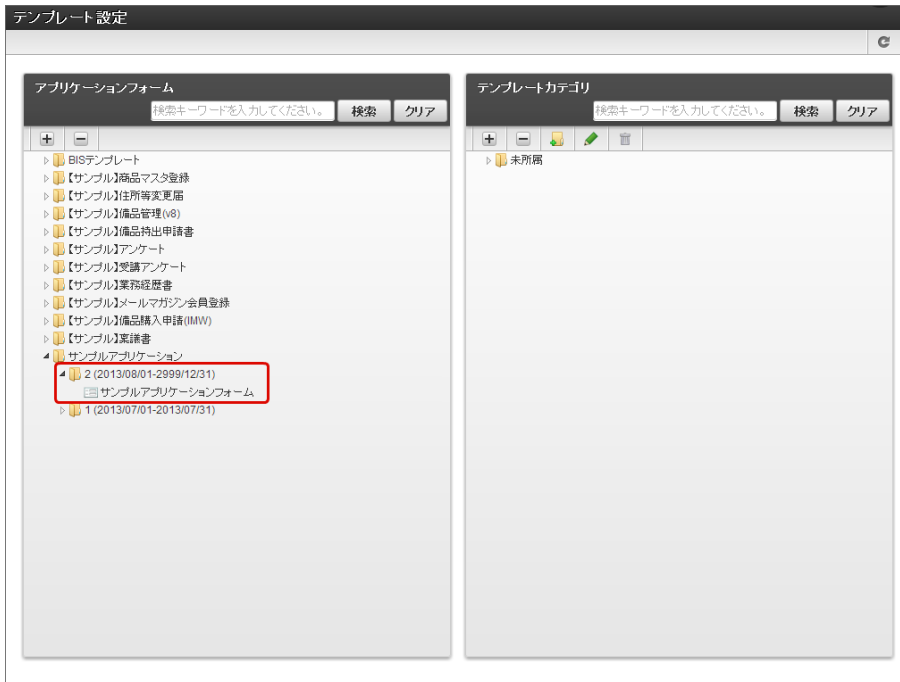 テンプレート設定
アプリケーションフォーム
検索キーワードを入力してください。 検索 クリア
BISテンプレート
【サンプル】商品マスタ登録
【サンプル】住所等変更届
【サンプル】備品管理(v8)
【サンプル】備品持出申請書
【サンプル】アンケート
【サンプル】受講アンケート
【サンプル】業務経歴書
【サンプル】メールマガジン会員登録
【サンプル】備品購入申請(IMW)
【サンプル】稟議書
サンプルアプリケーション
2 (2013/08/01-2999/12/31)
サンプルアプリケーションフォーム
1 (2013/07/01-2013/07/31)
テンプレートカテゴリ
検索キーワードを入力してください。 検索 クリア
未所属